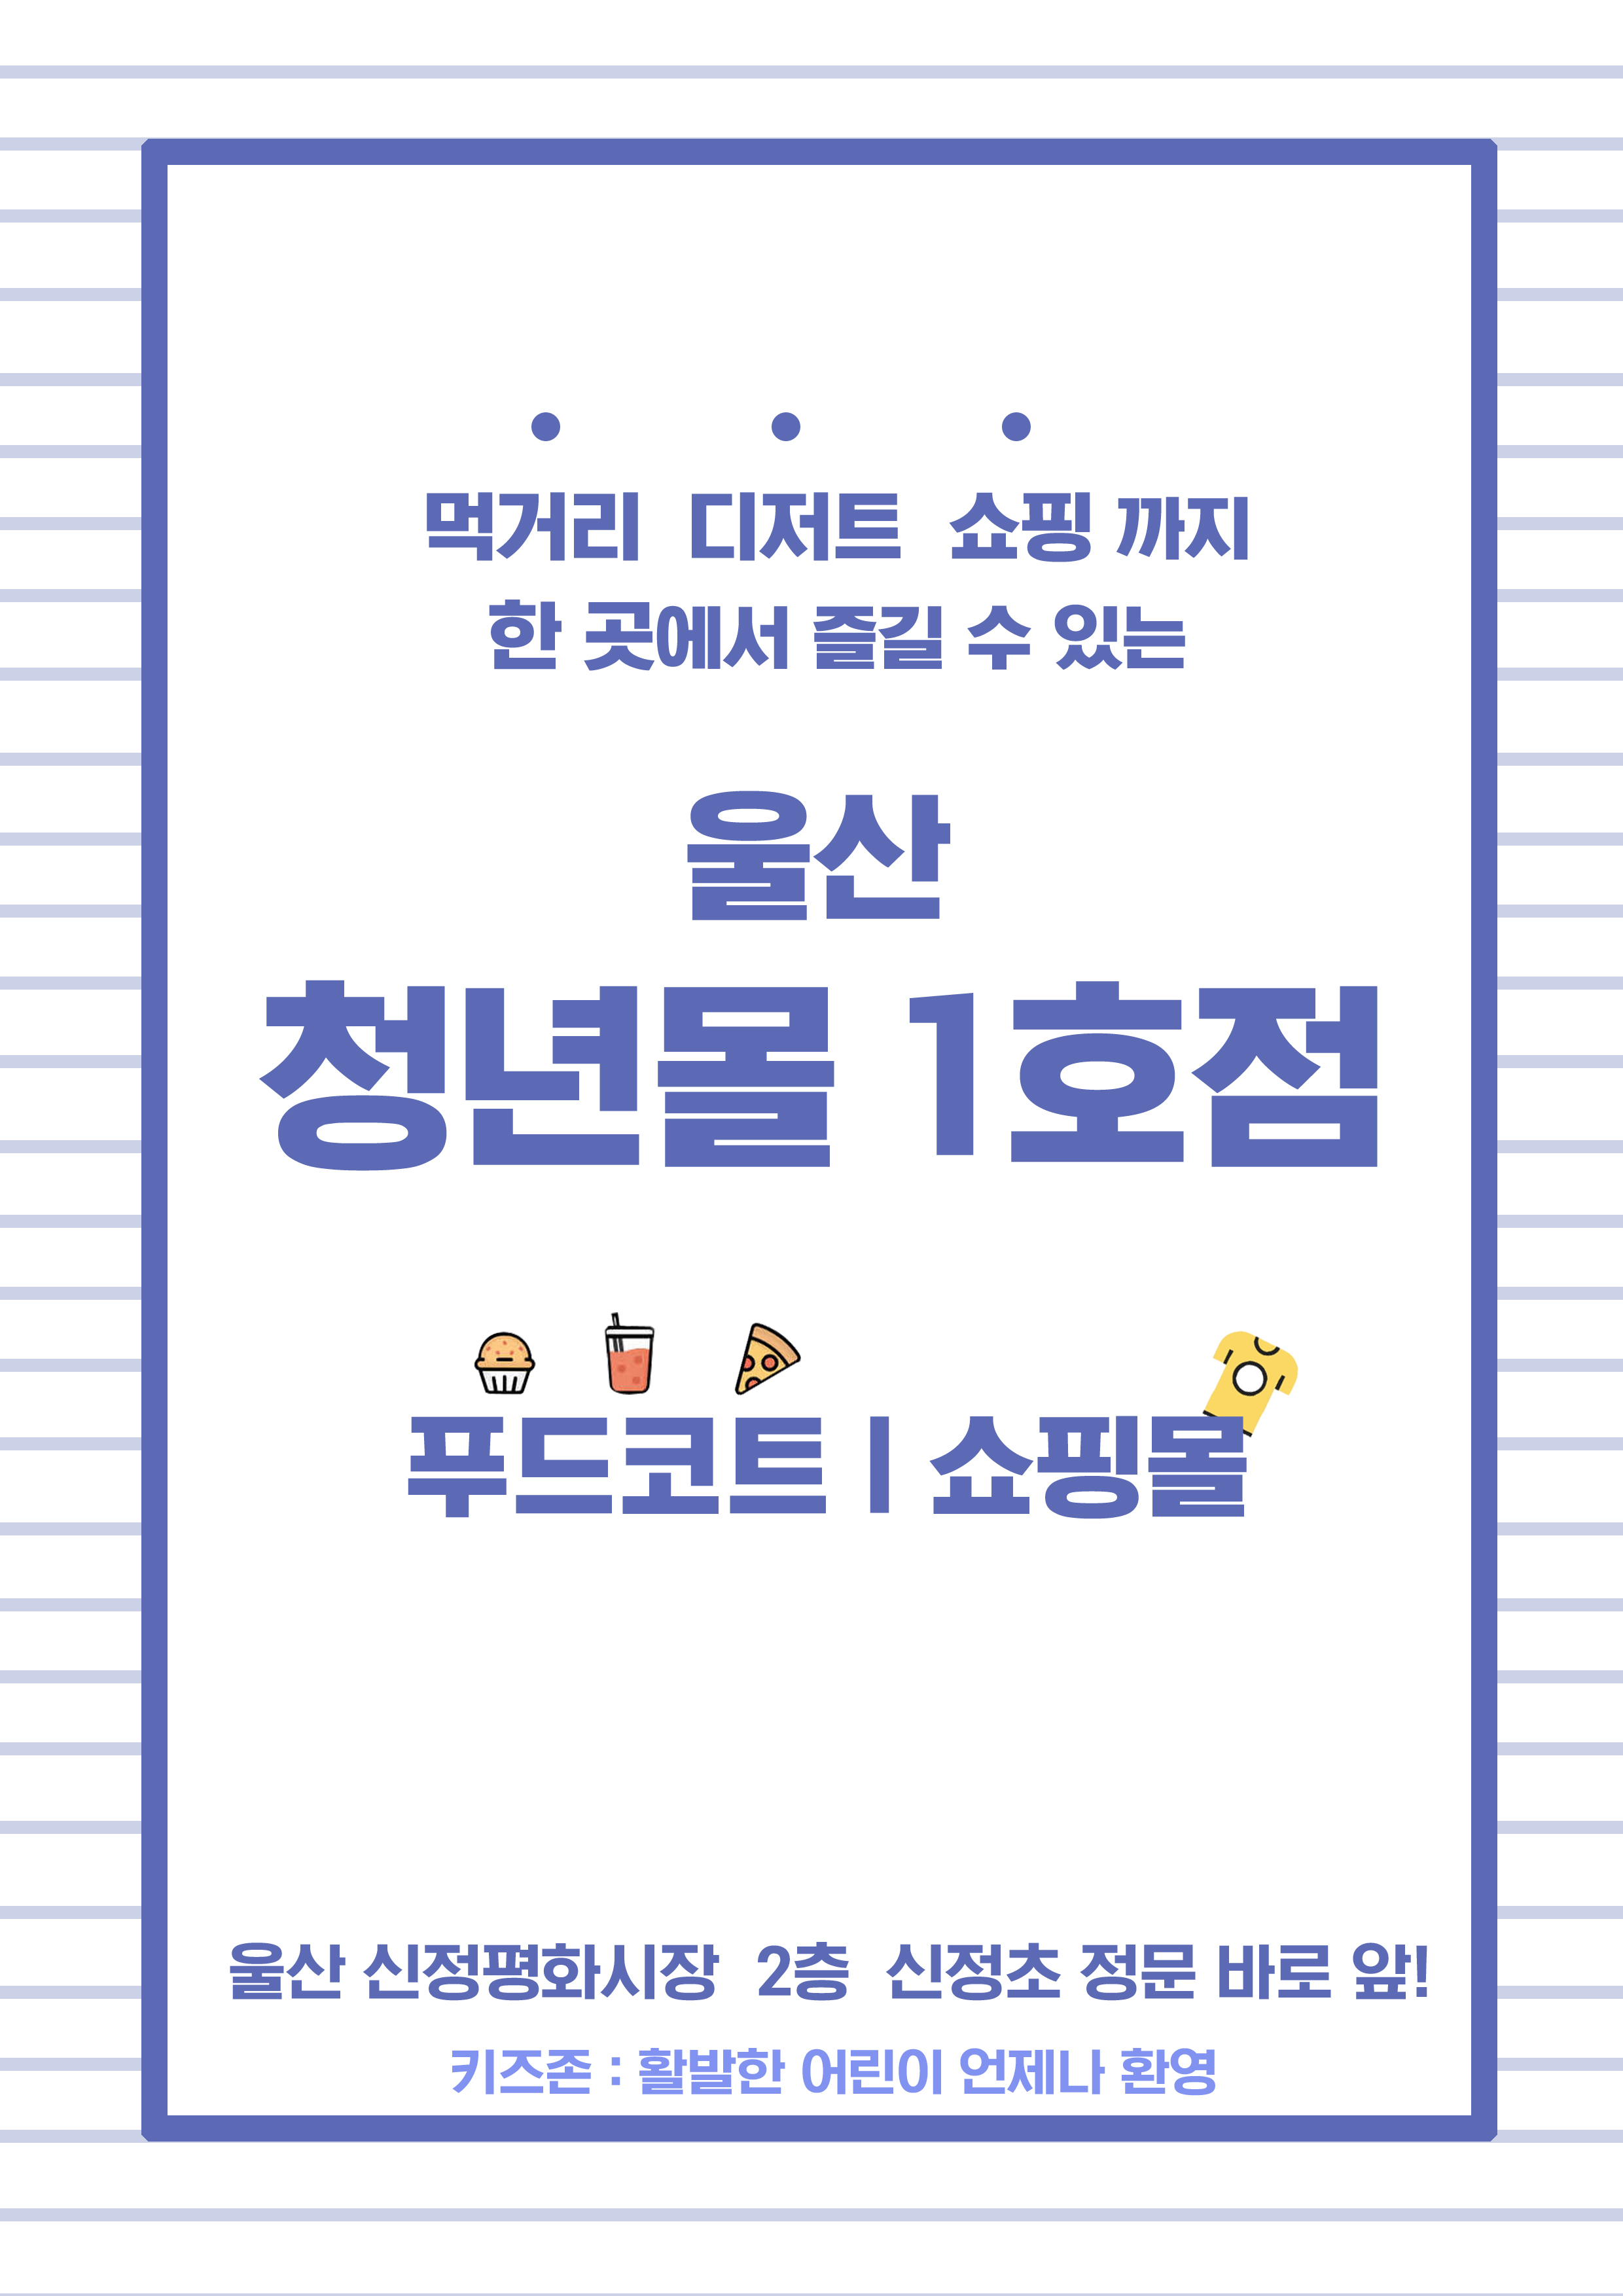 먹거리 디저트 쇼핑 까지
한 곳에서 즐길 수 있는
울산
청년몰 1호점
푸드코트 | 쇼핑몰
울산 신정평화시장 2층 신정초 정문 바로 앞!
키즈존 : 활발한 어린이 언제나 환영